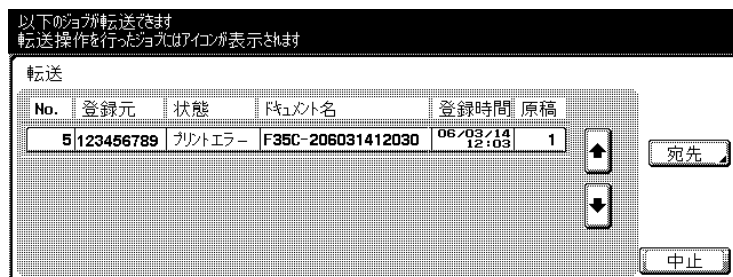 以下のジョブが転送できます
転送操作を行ったジョブにはアイコンが表示されます
転送
No. 登録元 状態 ドキュメント名 登録時間 原稿
5 123456789 プリントエラー F35C-206031412030 06/03/14 12:03 1
宛先
中止